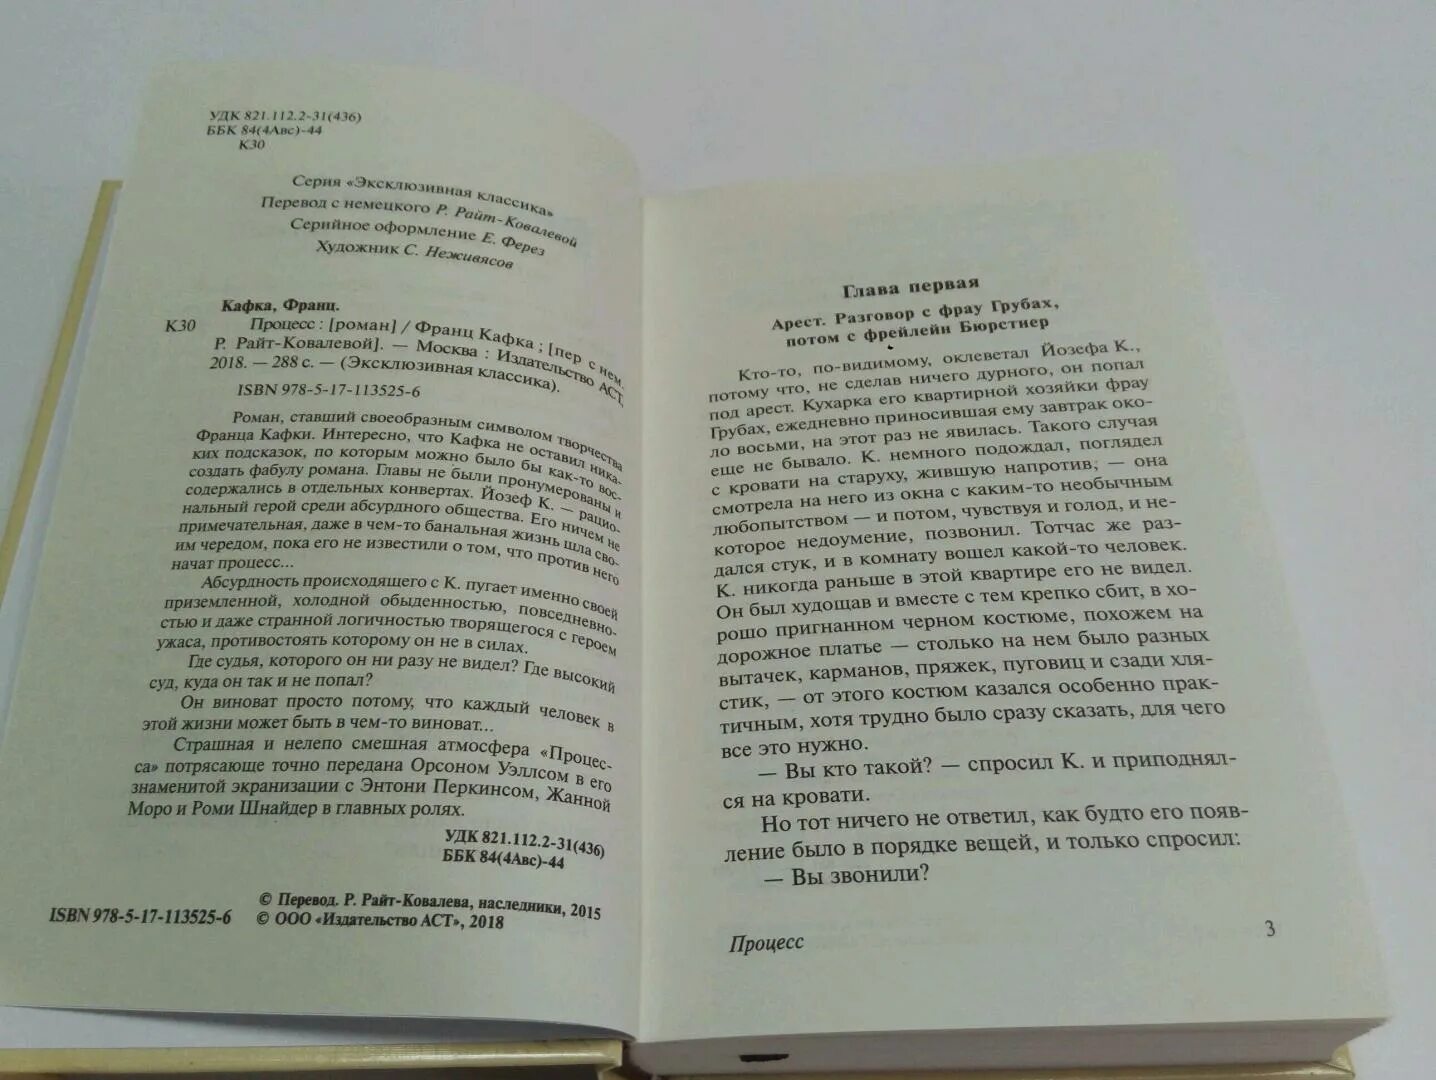 УДК 821.112.2-31(436)
ББК 84(4Авс)-44
К30
Серия «Эксклюзивная классика»
Перевод с немецкого Р. Райт-Ковалевой
Серийное оформление Е. Ферез
Художник С. Неживясов
Кафка, Франц.
К30 Процесс : [роман] / Франц Кафка ; [пер с нем.
Р. Райт-Ковалевой]. — Москва : Издательство АСТ,
2018. — 288 с. — (Эксклюзивная классика).
ISBN 978-5-17-113525-6
Роман, ставший своеобразным символом творчества
Франца Кафки. Интересно, что Кафка не оставил ника-
ких подсказок, по которым можно было бы как-то вос-
создать фабулу романа. Главы не были пронумерованы и
содержались в отдельных конвертах. Йозеф К. — рацио-
нальный герой среди абсурдного общества. Его ничем не
примечательная, даже в чем-то банальная жизнь шла сво-
им чередом, пока его не известили о том, что против него
начат процесс...
Абсурдность происходящего с К. пугает именно своей
приземленной, холодной обыденностью, повседневно-
стью и даже странной логичностью творящегося с героем
ужаса, противостоять которому он не в силах.
Где судья, которого он ни разу не видел? Где высокий
суд, куда он так и не попал?
Он виноват просто потому, что каждый человек в
этой жизни может быть в чем-то виноват...
Страшная и нелепо смешная атмосфера «Процес-
са» потрясающе точно передана Орсоном Уэллсом в его
знаменитой экранизации с Энтони Перкинсом, Жанной
Моро и Роми Шнайдер в главных ролях.
УДК 821.112.2-31(436)
ББК 84(4Авс)-44
© Перевод. Р. Райт-Ковалева, наследники, 2015
ISBN 978-5-17-113525-6 © ООО «Издательство АСТ», 2018
Глава первая
Арест. Разговор с фрау Грубах,
потом с фрейлейн Бюрстнер
Кто-то, по-видимому, оклеветал Йозефа К.,
потому что, не сделав ничего дурного, он попал
под арест. Кухарка его квартирной хозяйки фрау
Грубах, ежедневно приносившая ему завтрак око-
ло восьми, на этот раз не явилась. Такого случая
еще не бывало. К. немного подождал, поглядел
с кровати на старуху, жившую напротив, — она
смотрела на него из окна с каким-то необычным
любопытством — и потом, чувствуя и голод, и не-
которое недоумение, позвонил. Тотчас же раз-
дался стук, и в комнату вошел какой-то человек.
К. никогда раньше в этой квартире его не видел.
Он был худощав и вместе с тем крепко сбит, в хо-
рошо пригнанном черном костюме, похожем на
дорожное платье — столько на нем было разных
вытачек, карманов, пряжек, пуговиц и сзади хля-
стик, — от этого костюм казался особенно прак-
тичным, хотя трудно было сразу сказать, для чего
все это нужно.
— Вы кто такой? — спросил К. и приподнял-
ся на кровати.
Но тот ничего не ответил, как будто его появ-
ление было в порядке вещей, и только спросил:
— Вы звонили?
Процесс 3